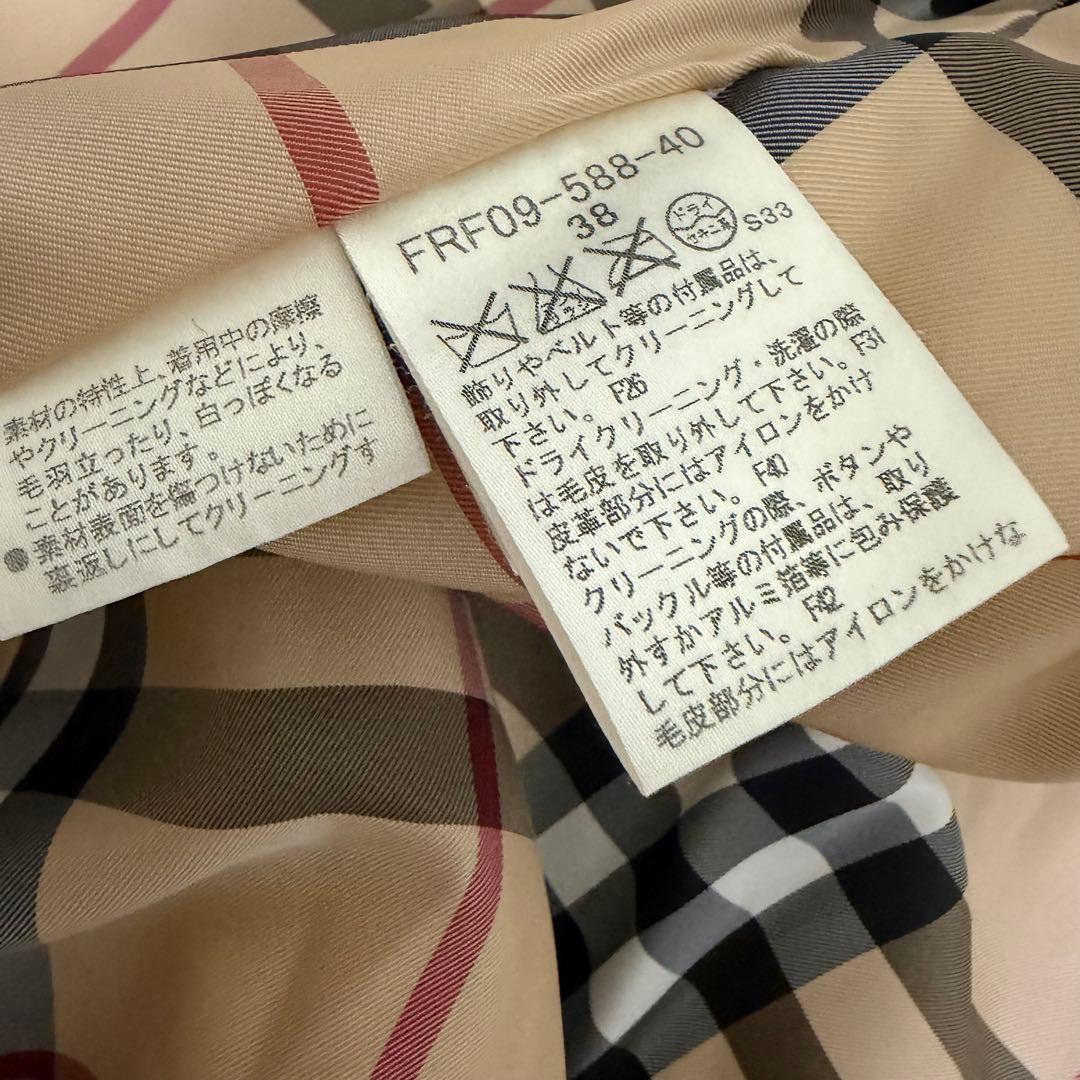 素材の特性上、着用中の摩擦
やクリーニングなどにより、
毛羽立ったり、白っぽくなる
ことがあります。
●素材表面を傷つけないために
裏返しにしてクリーニングす
FRF09-588-40
38
エンソ
サラシ
ドライ
セキユ系
S33
飾りやベルト等の付属品は、
取り外してクリーニングして
下さい。F26
ドライクリーニング・洗濯の際
は毛皮を取り外して下さい。F31
皮革部分にはアイロンをかけ
ないで下さい。F40
クリーニングの際、ボタンや
バックル等の付属品は、取り
外すかアルミ箔等に包み保護
して下さい。F42
毛皮部分にはアイロンをかけな